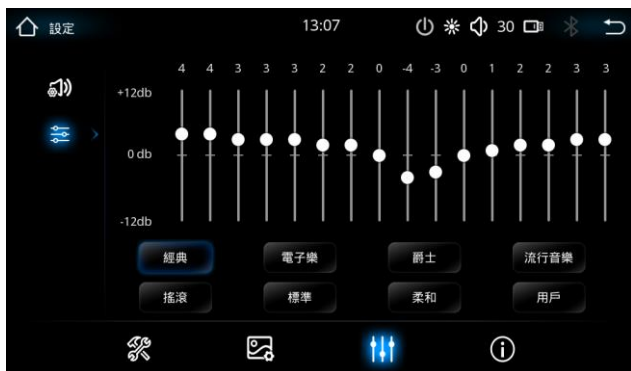 設定 13:07 30
4 4 3 3 3 2 2 0 -4 -3 0 1 2 2 3 3
+12db
0 db
-12db
經典 電子樂 爵士 流行音樂
搖滾 標準 柔和 用戶